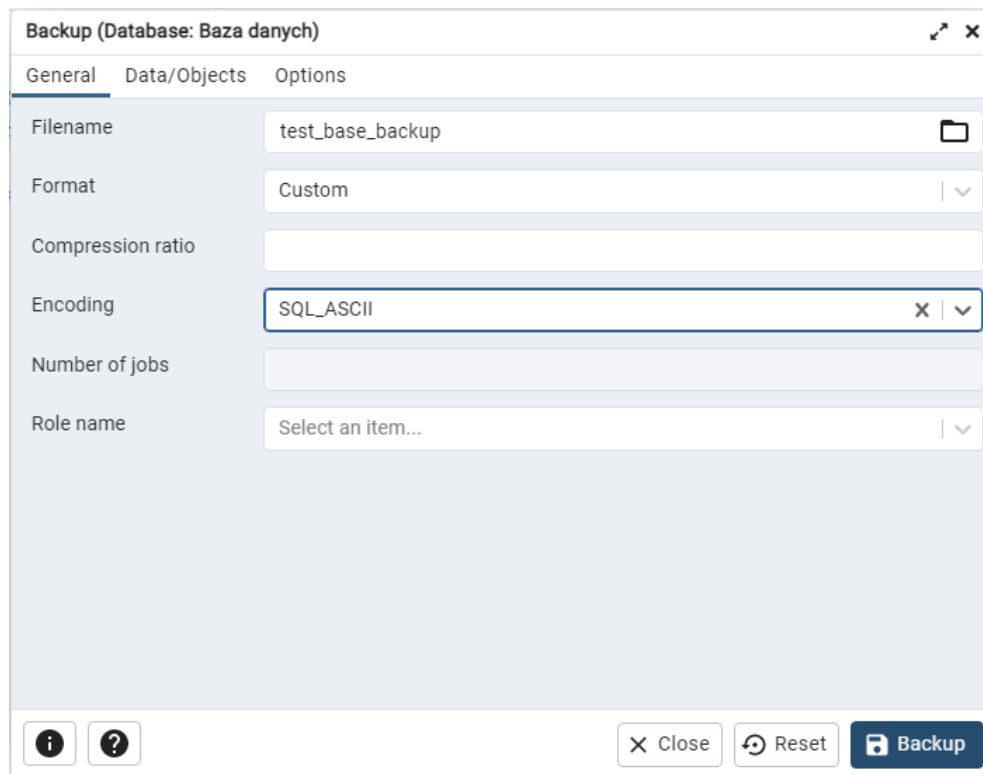 Backup (Database: Baza danych)
General Data/Objects Options
Filename test_base_backup
Format Custom
Compression ratio
Encoding SQL_ASCII
Number of jobs
Role name Select an item...
Close Reset Backup